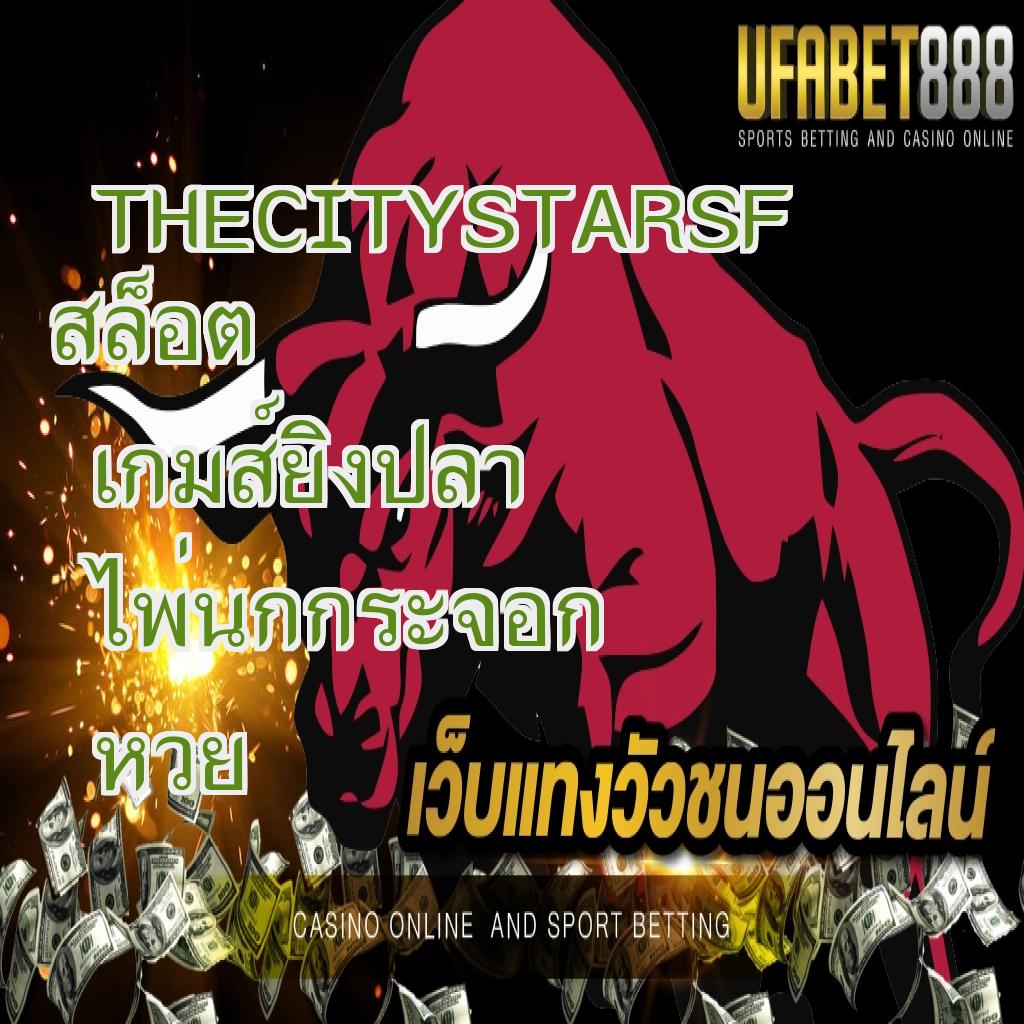 UFABET888
SPORTS BETTING AND CASINO ONLINE
THECITYSTARSF
สล็อต
เกมส์ยิงปลา
ไพ่นกกระจอก
หวย
เว็บแทงวัวชนออนไลน์
CASINO ONLINE AND SPORT BETTING